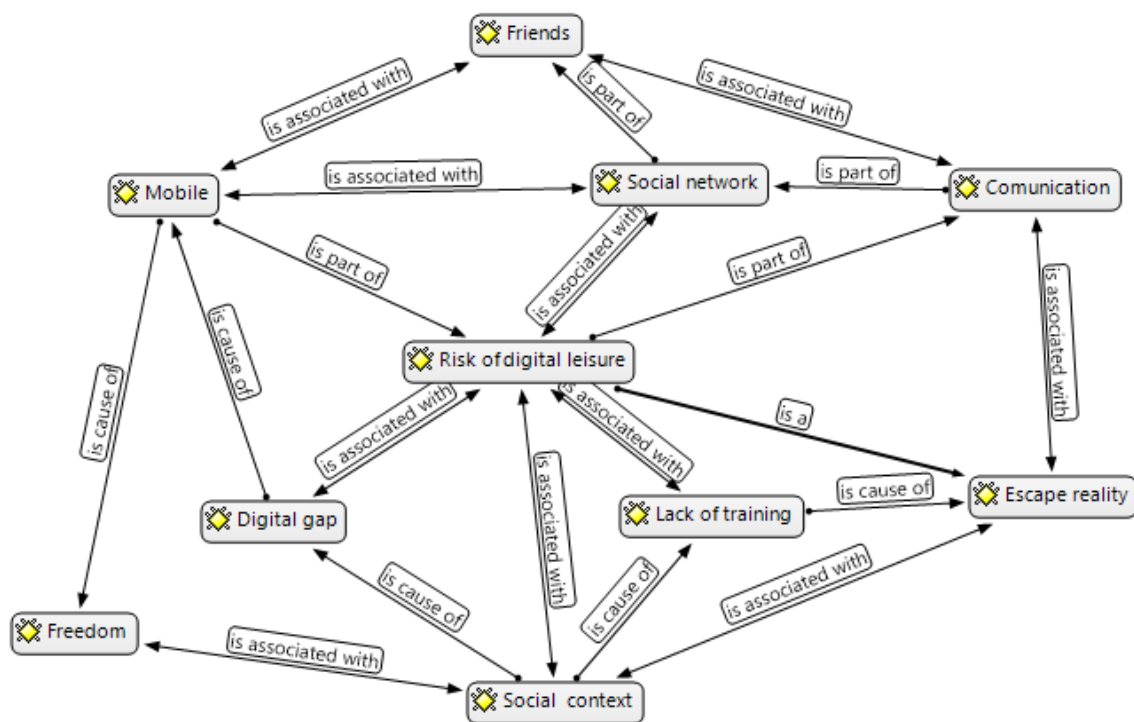 Friends
is associated with
is part of
is associated with
Mobile
is associated with
Social network
is part of
Comunication
is part of
is associated with
is part of
is cause of
is associated with
is cause of
Risk of digital leisure
is associated with
is associated with
is a
is associated with
Digital gap
Lack of training
is cause of
Escape reality
is cause of
is cause of
is associated with
Freedom
is associated with
Social context